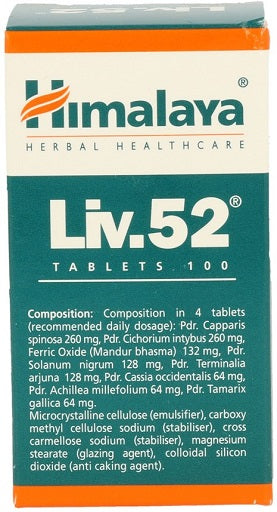 Himalaya®
HERBAL HEALTHCARE
Liv.52®
TABLETS 100
Composition: Composition in 4 tablets
(recommended daily dosage): Pdr. Capparis
spinosa 260 mg, Pdr. Cichorium intybus 260 mg,
Ferric Oxide (Mandur bhasma) 132 mg, Pdr.
Solanum nigrum 128 mg, Pdr. Terminalia
arjuna 128 mg, Pdr. Cassia occidentalis 64 mg,
Pdr. Achillea millefolium 64 mg, Pdr. Tamarix
gallica 64 mg.
Microcrystalline cellulose (emulsifier), carboxy
methyl cellulose sodium (stabiliser), cross
carmellose sodium (stabiliser), magnesium
stearate (glazing agent), colloidal silicon
dioxide (anti caking agent).